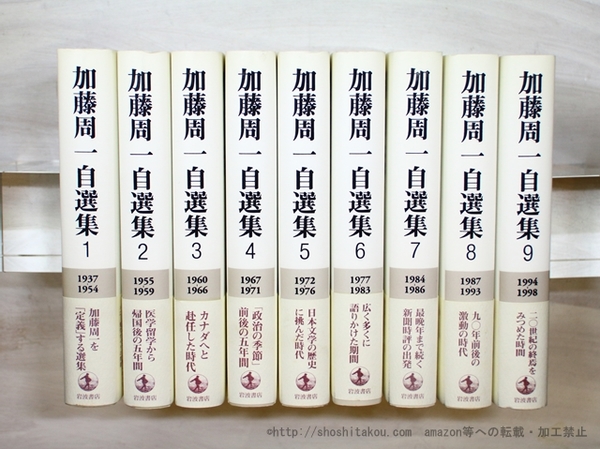 加藤周一自選集
1
1937
1954
加藤周一を
「定義」する選集
岩波書店
加藤周一自選集
2
1955
1959
医学留学から
帰国後の五年間
岩波書店
加藤周一自選集
3
1960
1966
カナダへと
赴任した時代
岩波書店
加藤周一自選集
4
1967
1971
「政治の季節」
前後の五年間
岩波書店
加藤周一自選集
5
1972
1976
日本文学の歴史
に挑んだ時代
岩波書店
加藤周一自選集
6
1977
1983
広く多くに
語りかけた期間
岩波書店
加藤周一自選集
7
1984
1986
最晩年まで続く
新聞時評の出発
岩波書店
加藤周一自選集
8
1987
1993
九〇年前後の
激動の時代
岩波書店
加藤周一自選集
9
1994
1998
二〇世紀の終焉を
みつめた時間
岩波書店
©http://shoshitakou.com amazon等への転載・加工禁止